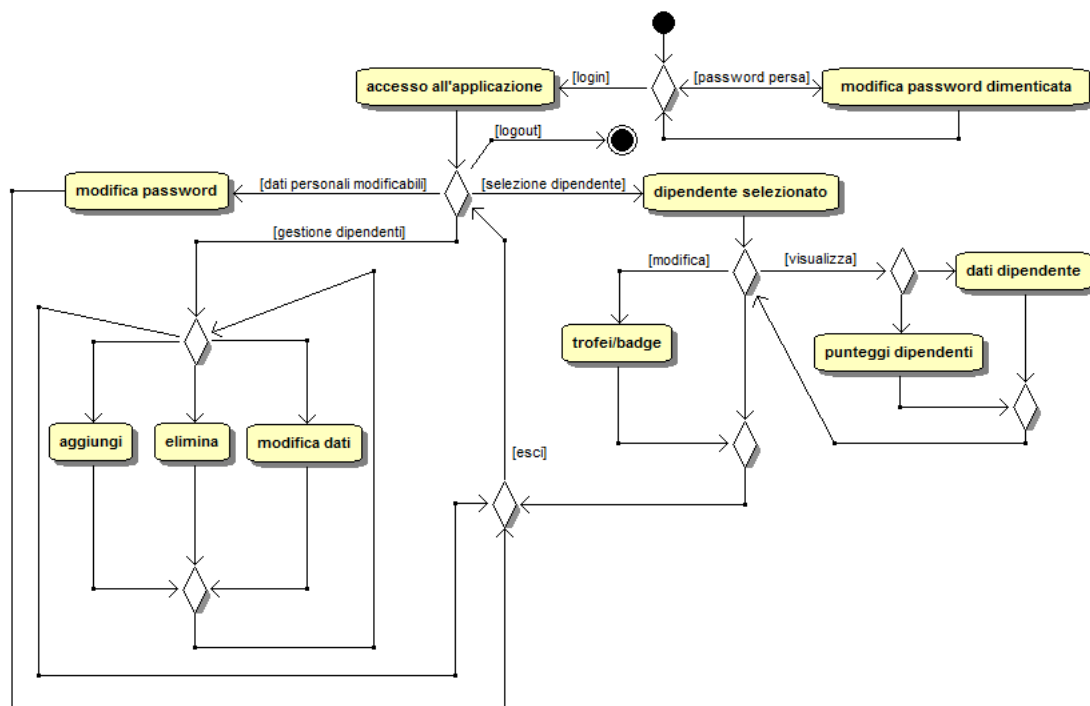 [login]
[password persa]
accesso all'applicazione
modifica password dimenticata
[logout]
modifica password
[dati personali modificabili]
[selezione dipendente]
dipendente selezionato
[gestione dipendenti]
[modifica]
[visualizza]
dati dipendente
trofei/badge
punteggi dipendenti
aggiungi
elimina
modifica dati
[esci]